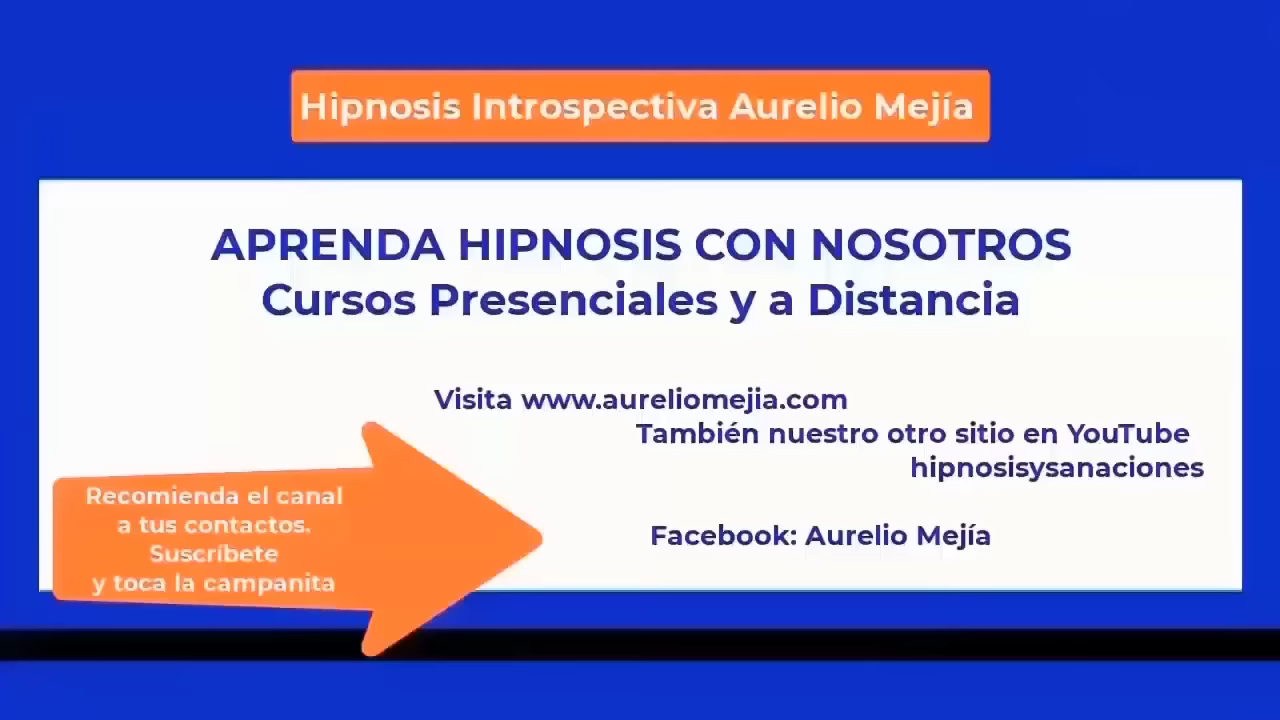 Hipnosis Introspectiva Aurelio Mejía
APRENDA HIPNOSIS CON NOSOTROS
Cursos Presenciales y a Distancia
Visita www.aureliomejia.com
También nuestro otro sitio en YouTube
hipnosisysanaciones
Facebook: Aurelio Mejía
Recomienda el canal
a tus contactos.
Suscríbete
y toca la campanita